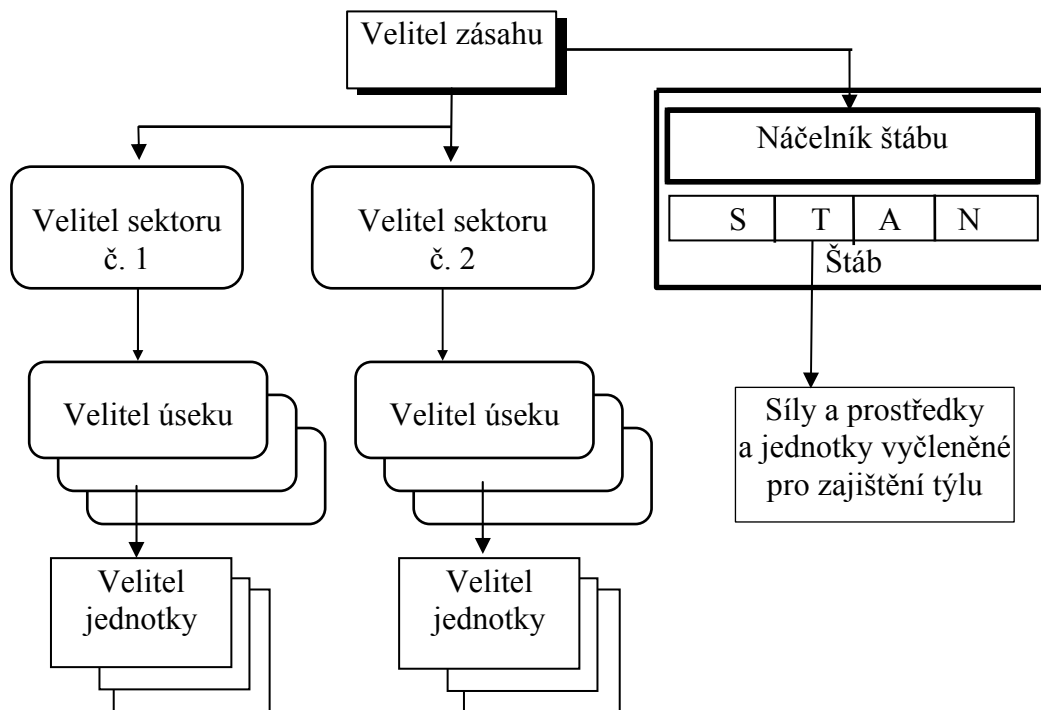 Velitel zásahu
Náčelník štábu
S T A N
Štáb
Velitel sektoru
č. 1
Velitel sektoru
č. 2
Velitel úseku
Velitel úseku
Síly a prostředky
a jednotky vyčleněné
pro zajištění týlu
Velitel
jednotky
Velitel
jednotky